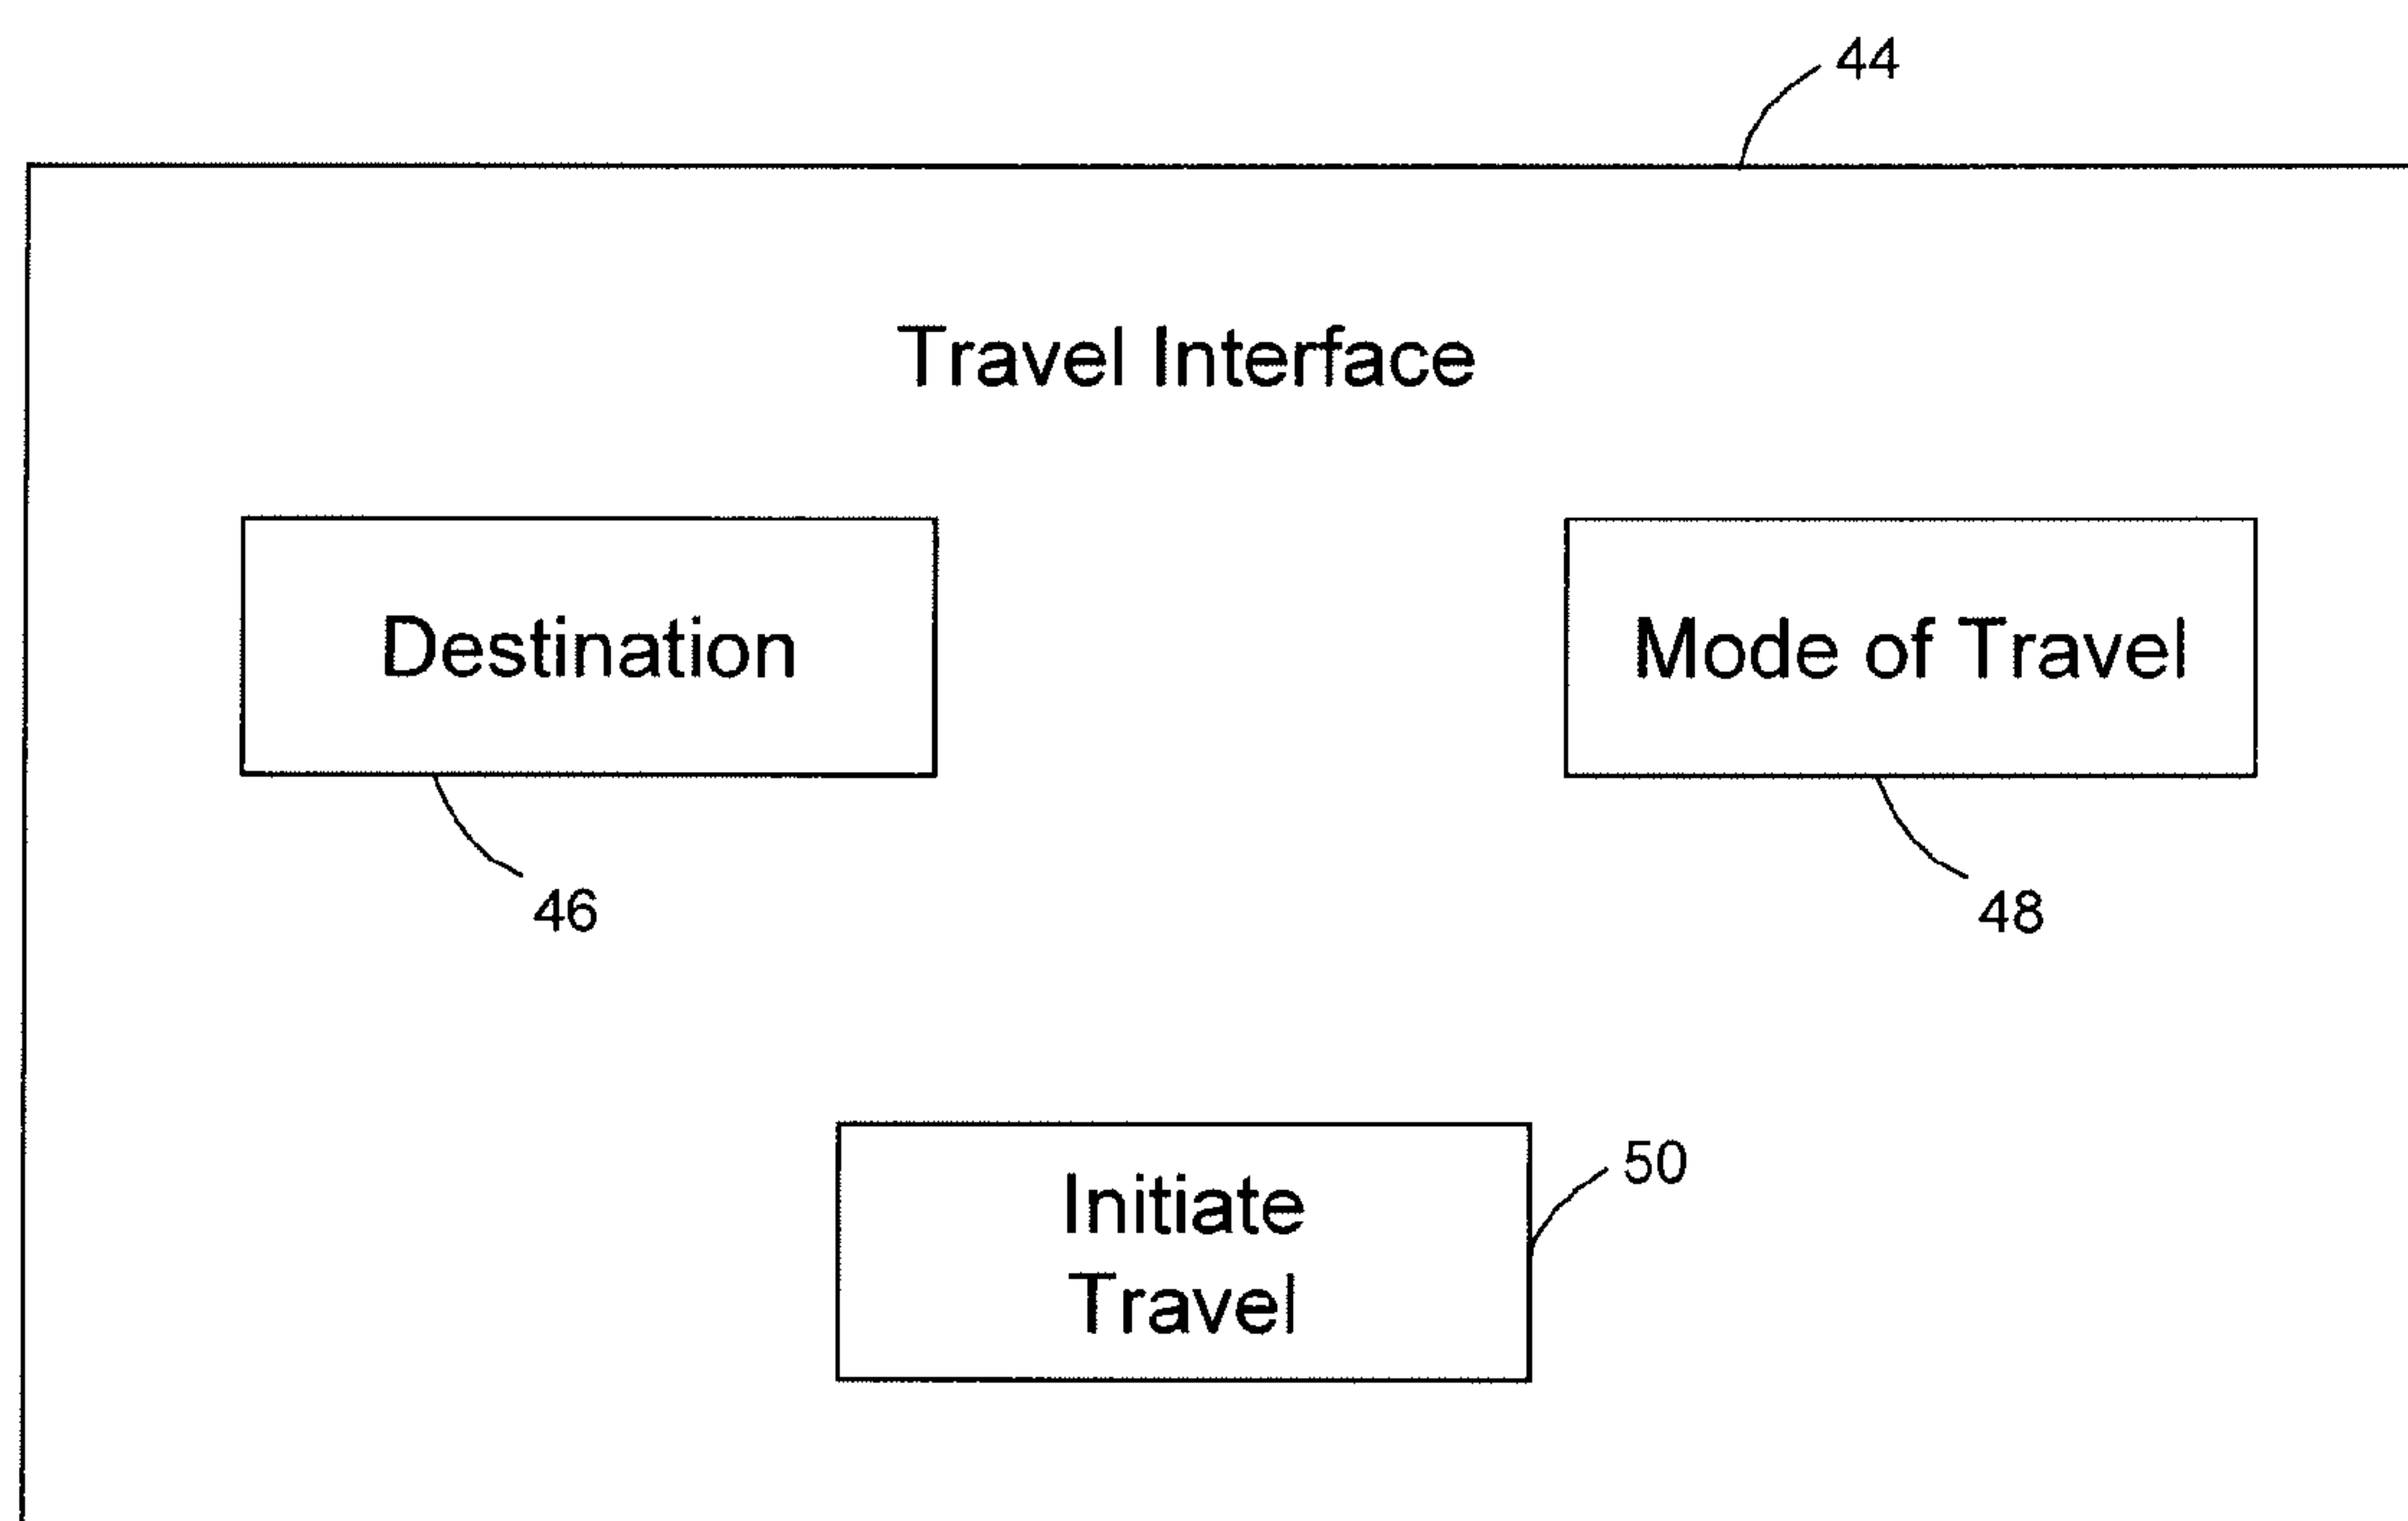 44
Travel Interface
Destination
Mode of Travel
46
48
Initiate
Travel
50